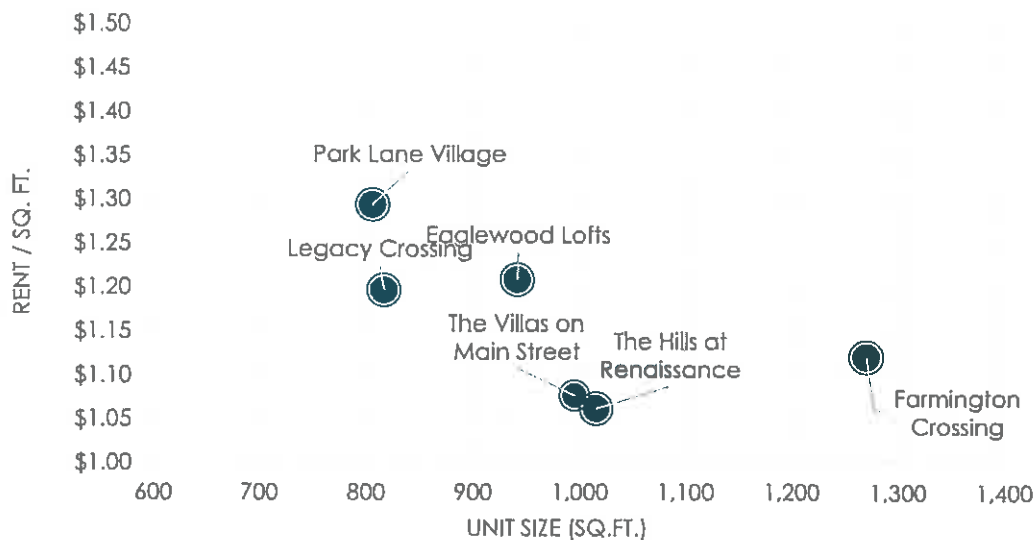 $1.50
$1.45
$1.40
$1.35
$1.30
$1.25
$1.20
$1.15
$1.10
$1.05
$1.00
RENT / SQ. FT.
Park Lane Village
Legacy Crossing
Eaglewood Lofts
The Villas on
Main Street
The Hills at
Renaissance
Farmington
Crossing
600 700 800 900 1,000 1,100 1,200 1,300 1,400
UNIT SIZE (SQ.FT.)